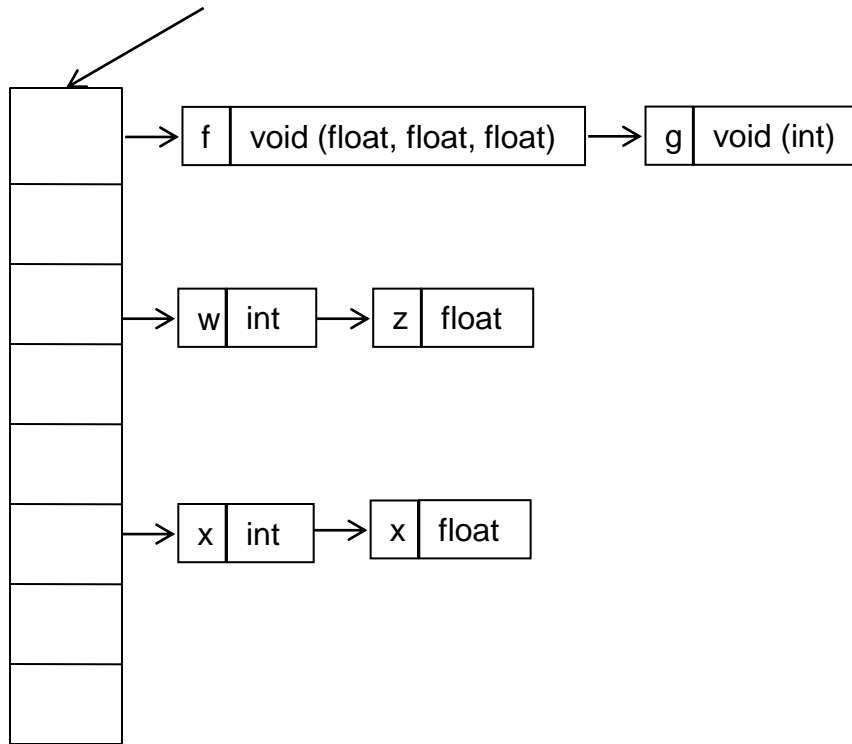 f void (float, float, float) g void (int)
w int z float
x int x float